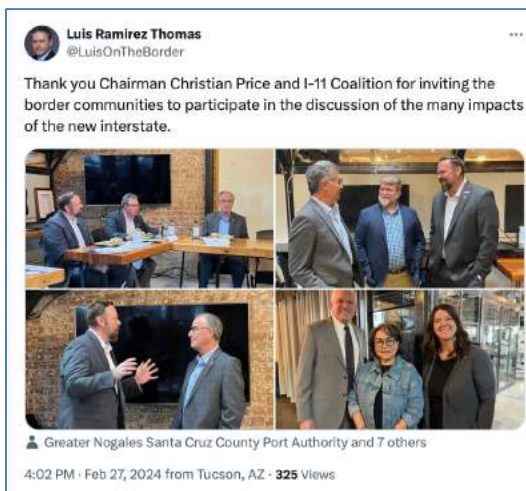 Luis Ramirez Thomas
@LuisOnTheBorder
Thank you Chairman Christian Price and I-11 Coalition for inviting the
border communities to participate in the discussion of the many impacts
of the new interstate.
Greater Nogales Santa Cruz County Port Authority and 7 others
4:02 PM · Feb 27, 2024 from Tucson, AZ · 325 Views